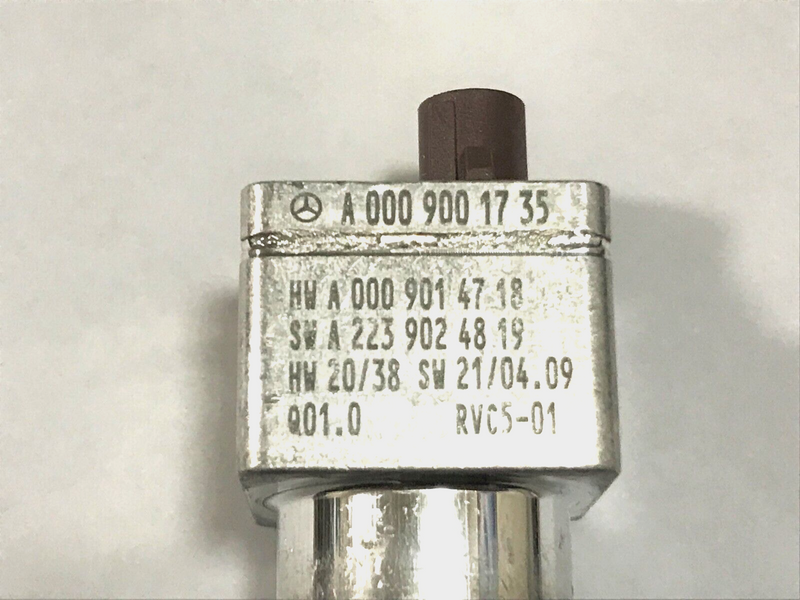 A 000 900 17 35
HW A 000 901 47 18
SW A 223 902 48 19
HW 20/38 SW 21/04.09
Q01.0 RVC5-01